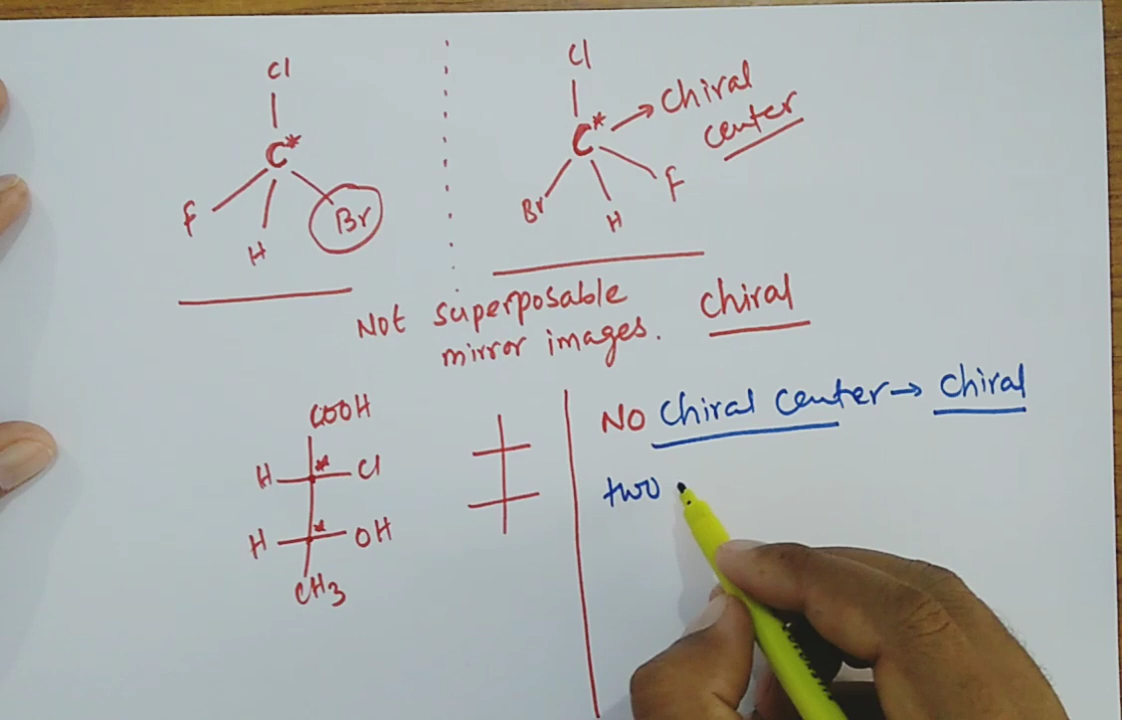 Cl
C*
F
H
Br
Cl
C* → Chiral
center
Br
H
F
Not superposable
mirror images.
chiral
COOH
H * Cl
H * OH
CH3
NO Chiral center → chiral
two